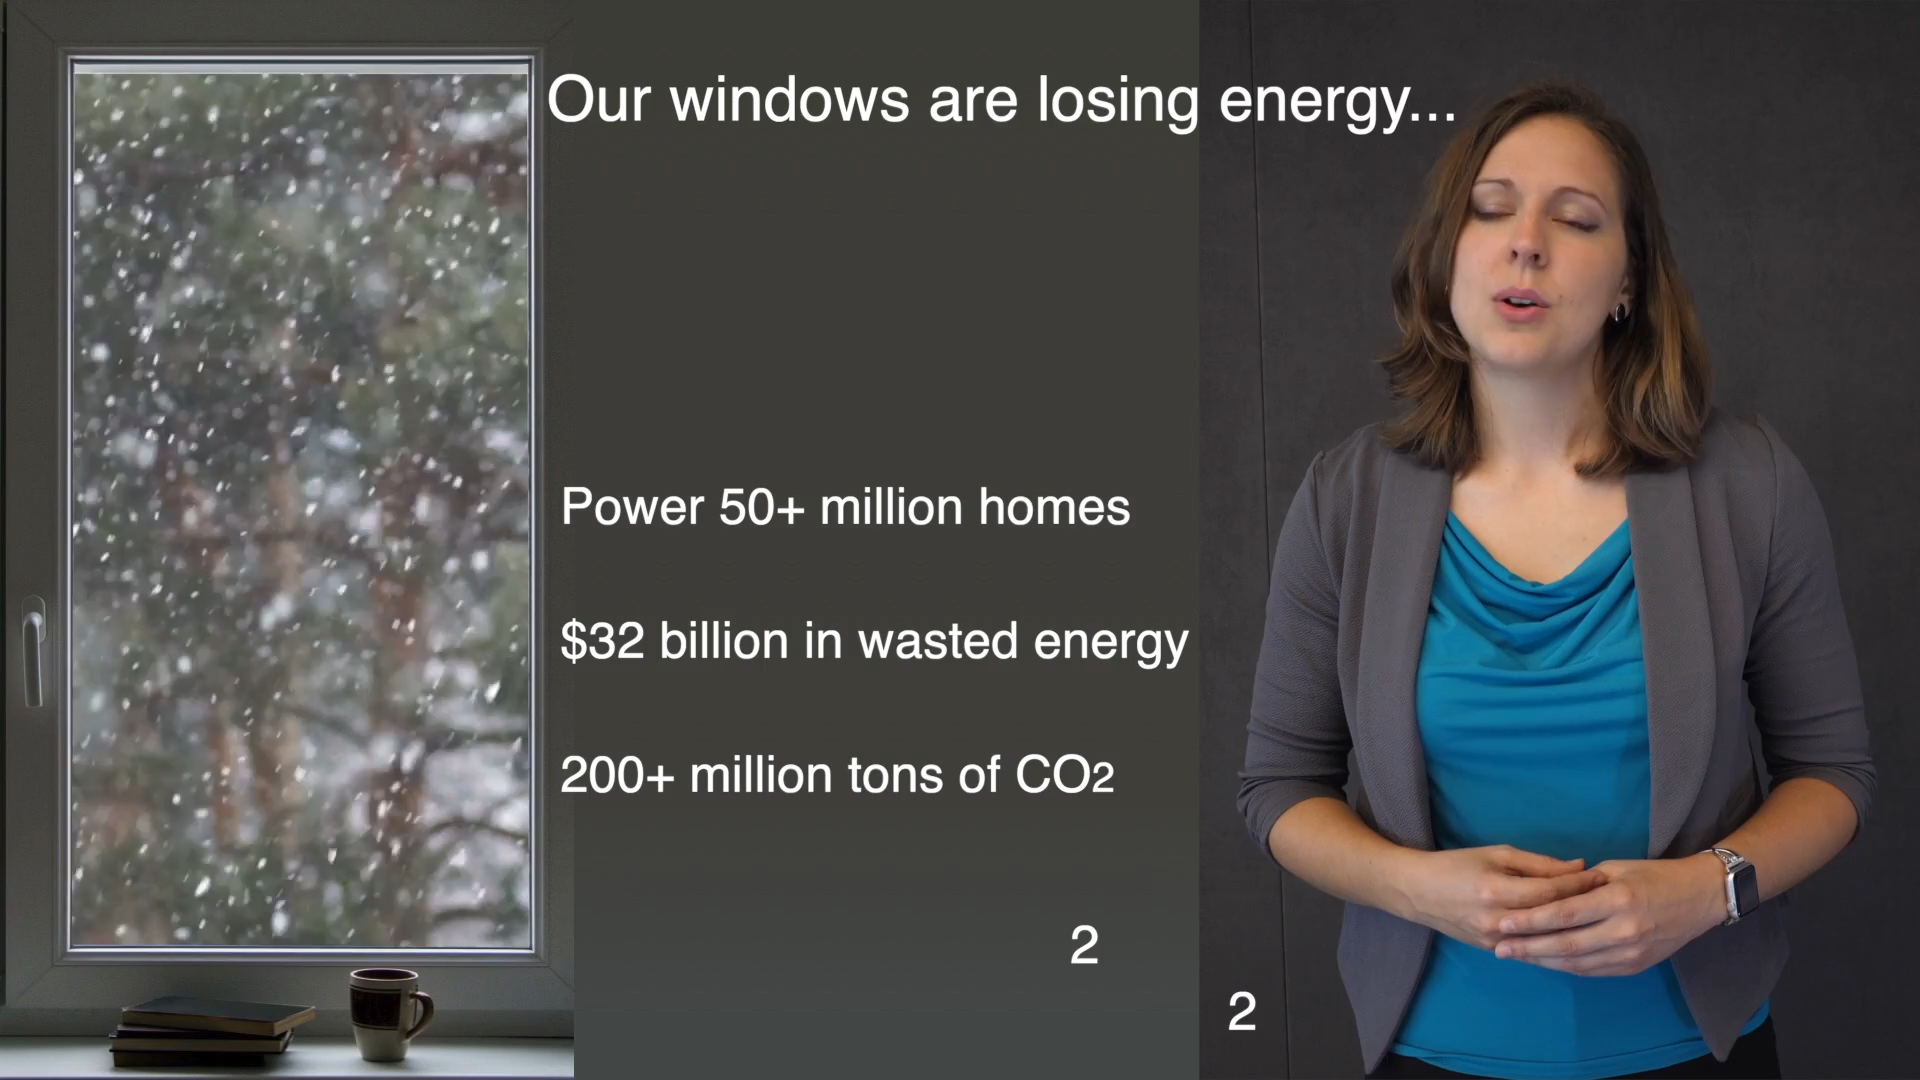 Our windows are losing energy...
Power 50+ million homes
$32 billion in wasted energy
200+ million tons of CO2
2
2